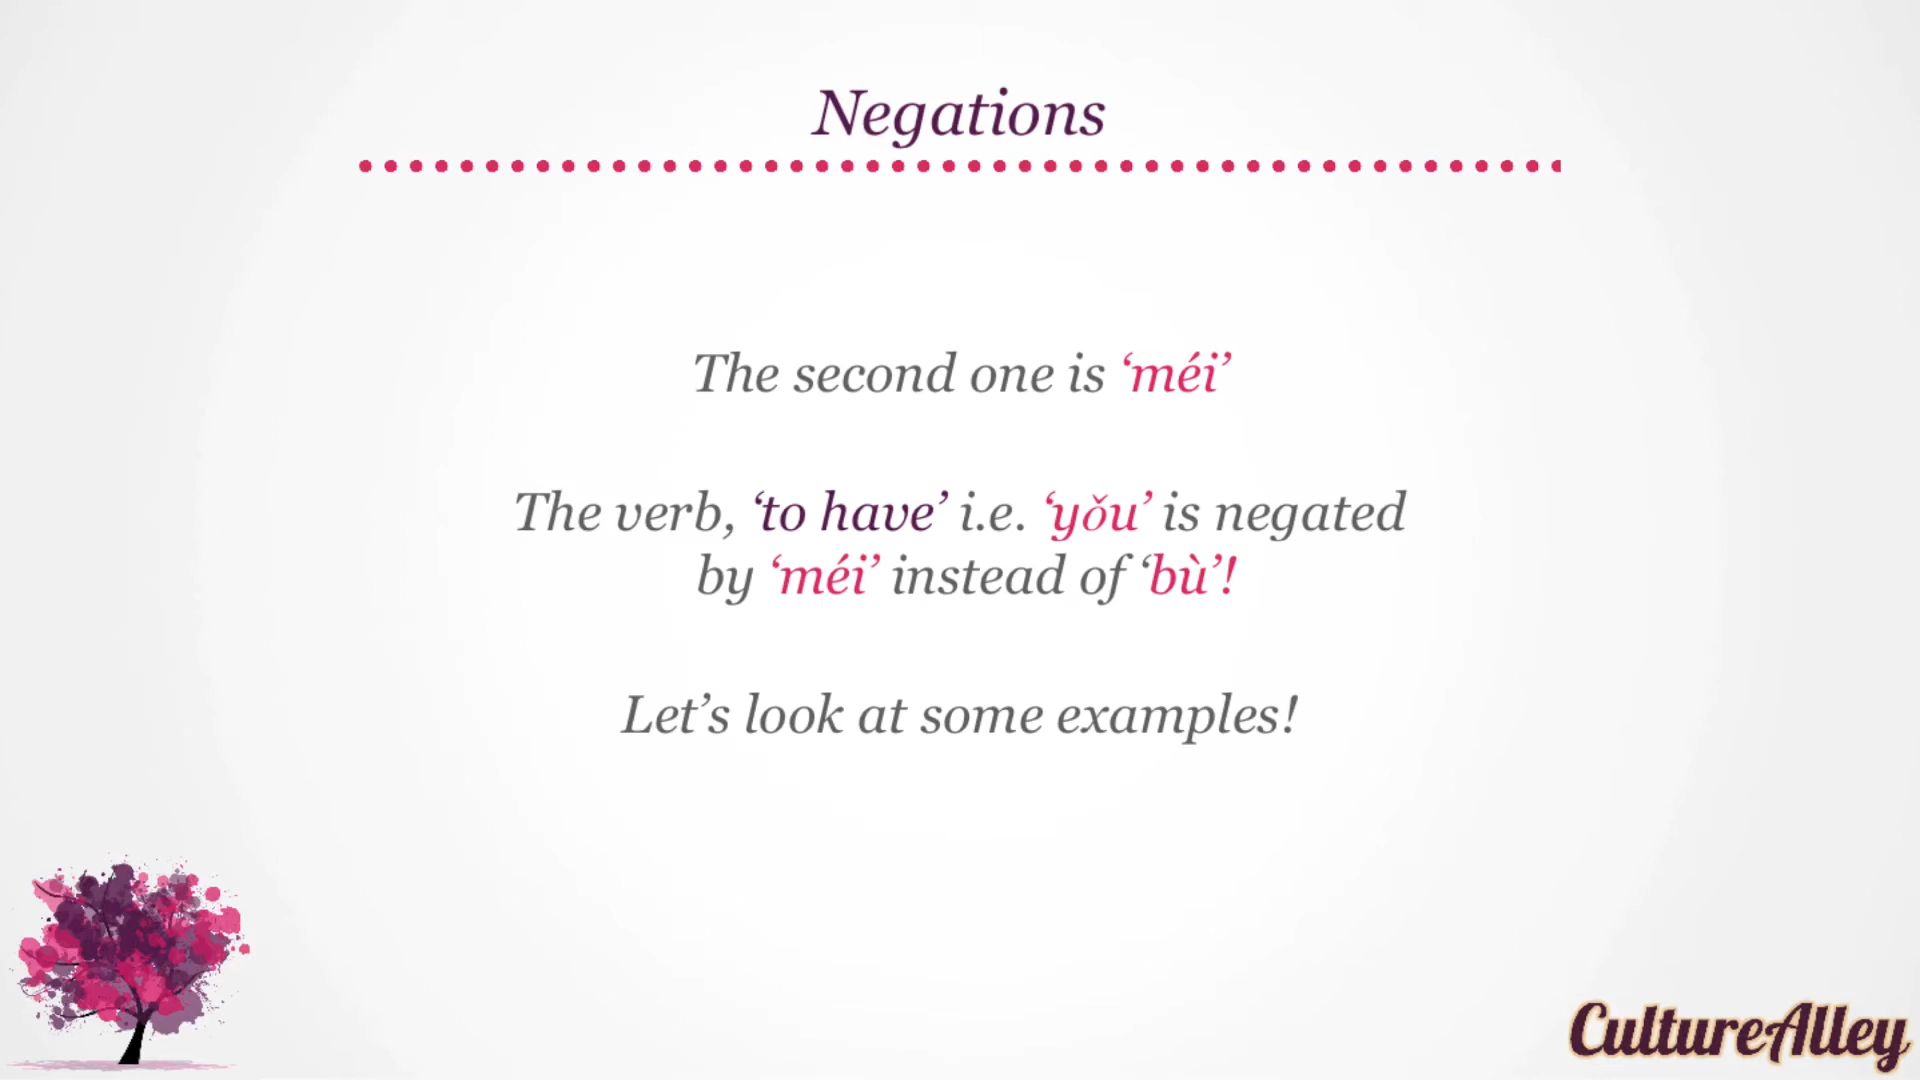 Negations
The second one is ‘méi’
The verb, ‘to have’ i.e. ‘yǒu’ is negated
by ‘méi’ instead of ‘bù’!
Let’s look at some examples!
CultureAlley